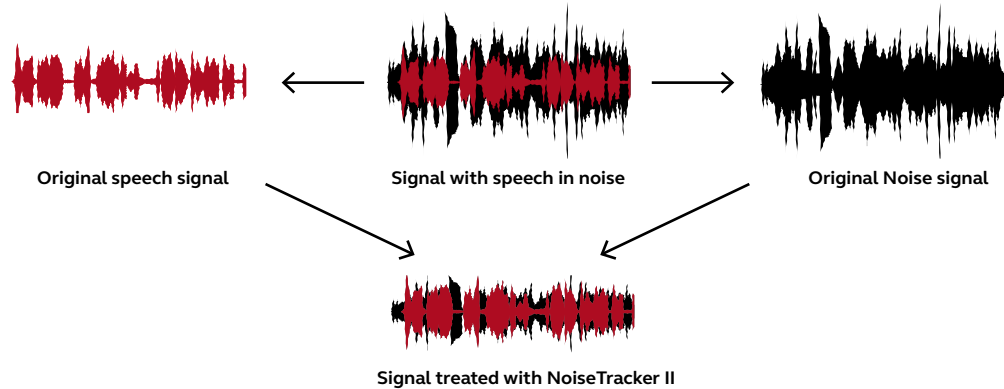 Original speech signal
Signal with speech in noise
Original Noise signal
Signal treated with NoiseTracker II